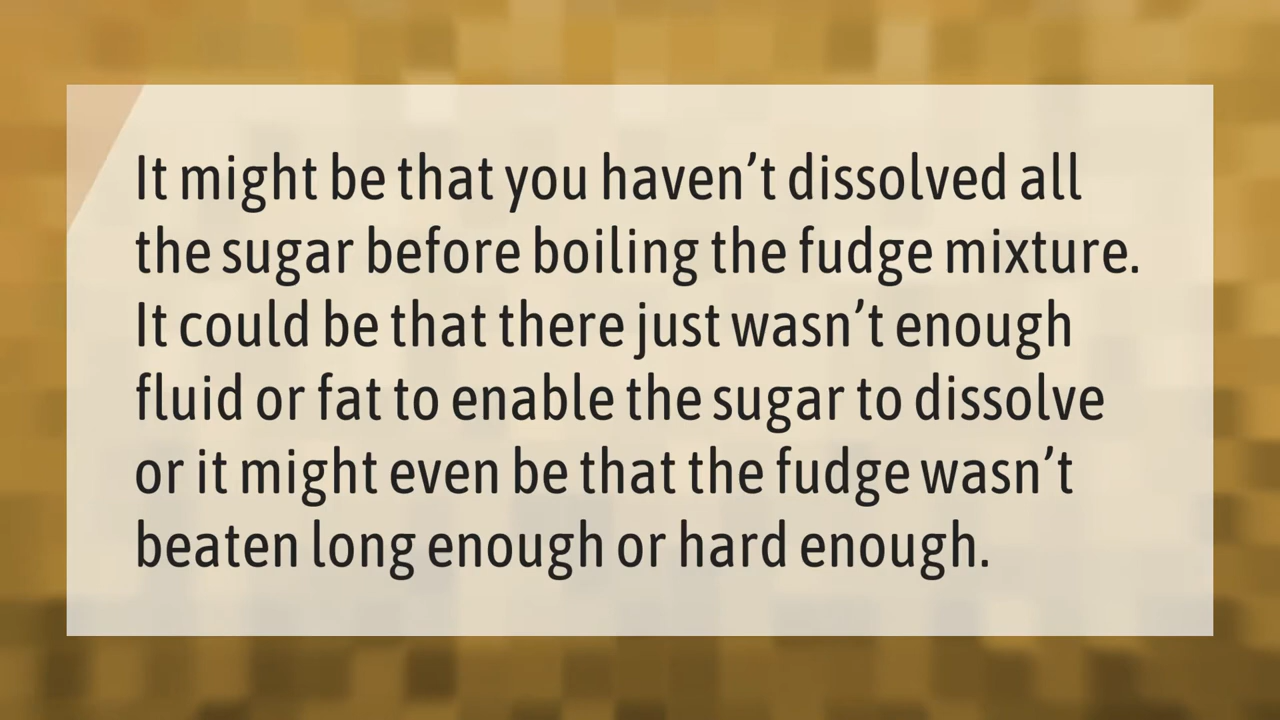 It might be that you haven’t dissolved all
the sugar before boiling the fudge mixture.
It could be that there just wasn’t enough
fluid or fat to enable the sugar to dissolve
or it might even be that the fudge wasn’t
beaten long enough or hard enough.